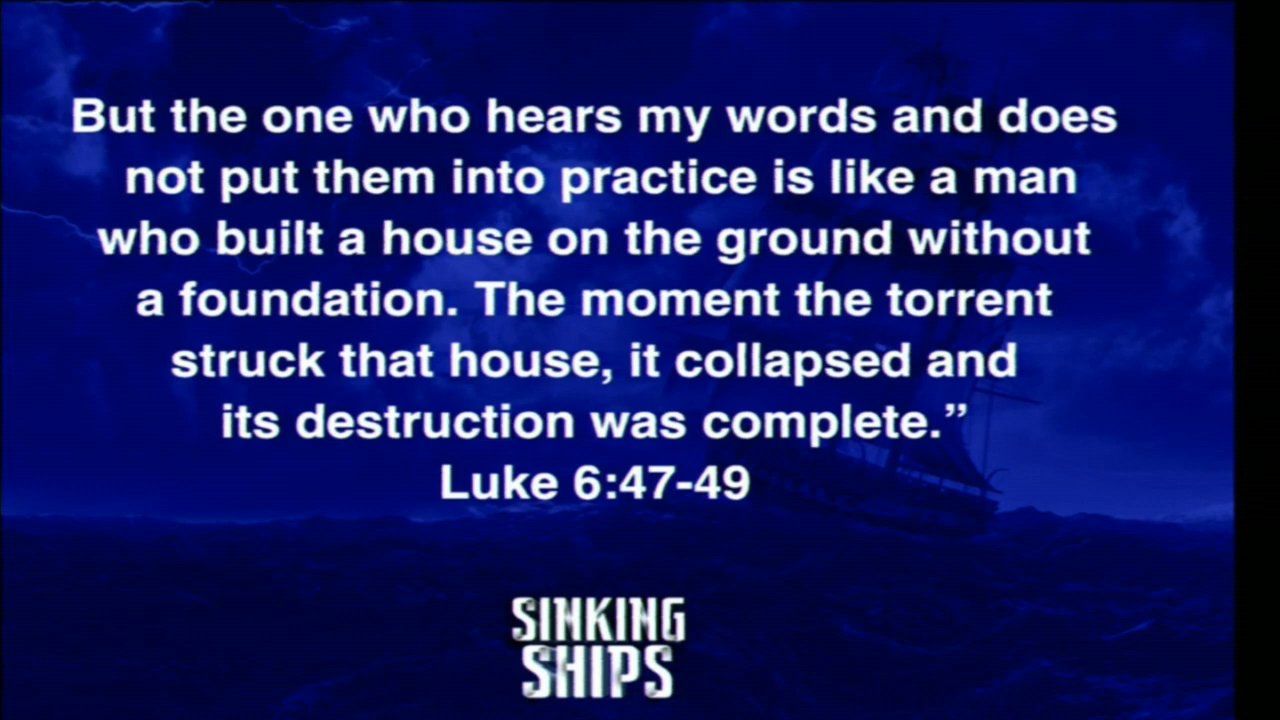 But the one who hears my words and does
not put them into practice is like a man
who built a house on the ground without
a foundation. The moment the torrent
struck that house, it collapsed and
its destruction was complete.”
Luke 6:47-49
SINKING
SHIPS